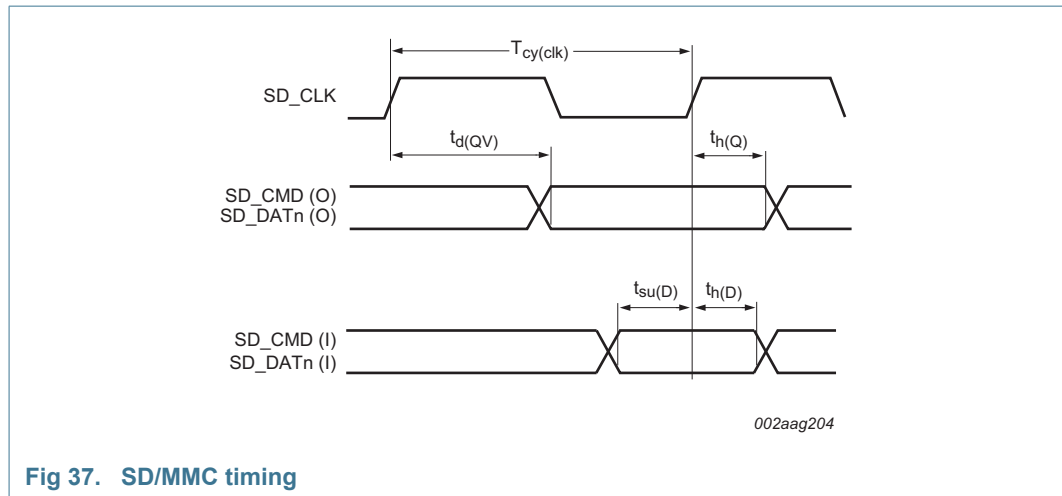 Tcy(clk)
SD_CLK
td(QV)
th(Q)
SD_CMD (O)
SD_DATn (O)
tsu(D)
th(D)
SD_CMD (I)
SD_DATn (I)
002aag204
Fig 37. SD/MMC timing